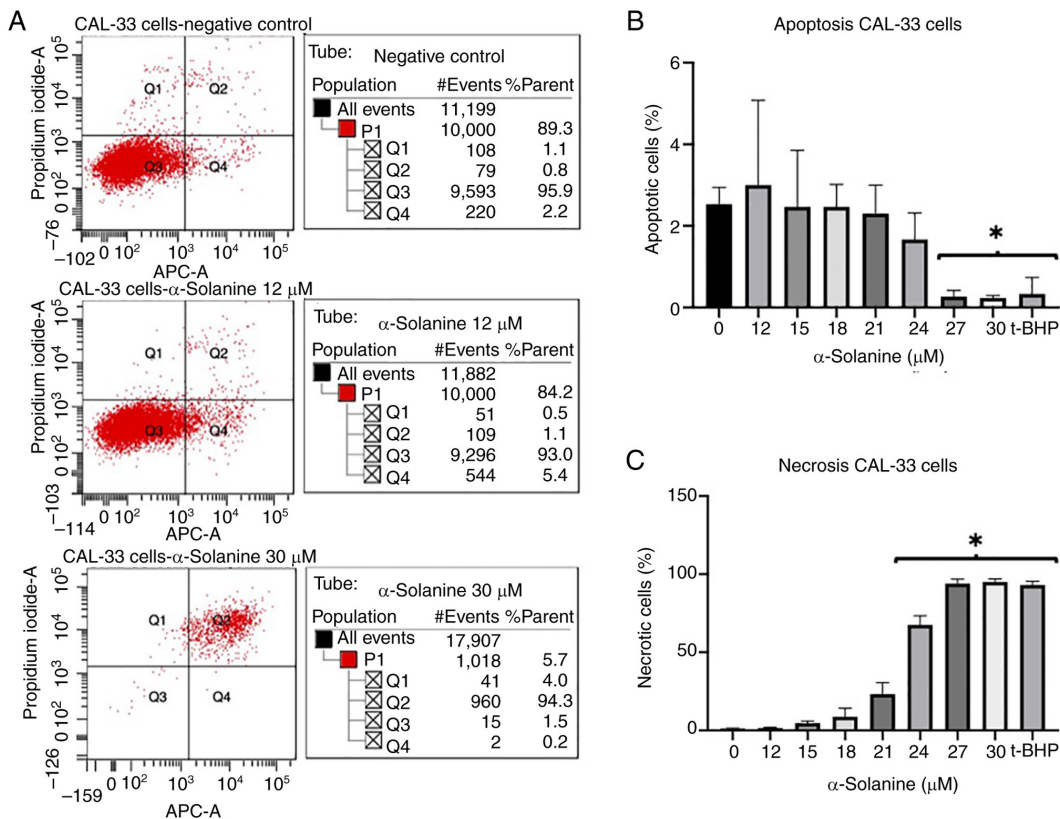 A
CAL-33 cells-negative control
Propidium iodide-A
10^5
10^4
10^3
10^2
0
−76
Q1
Q2
Q3
Q4
−102
0 10^2 10^3 10^4 10^5
APC-A
Tube: Negative control
Population #Events %Parent
All events 11,199
P1 10,000 89.3
Q1 108 1.1
Q2 79 0.8
Q3 9,593 95.9
Q4 220 2.2
CAL-33 cells-α-Solanine 12 μM
Propidium iodide-A
10^5
10^4
10^3
10^2
0
−103
Q1
Q2
Q3
Q4
−114
0 10^2 10^3 10^4 10^5
APC-A
Tube: α-Solanine 12 μM
Population #Events %Parent
All events 11,882
P1 10,000 84.2
Q1 51 0.5
Q2 109 1.1
Q3 9,296 93.0
Q4 544 5.4
CAL-33 cells-α-Solanine 30 μM
Propidium iodide-A
10^5
10^4
10^3
10^2
0
−126
Q1
Q3
Q4
−159
0 10^2 10^3 10^4 10^5
APC-A
Tube: α-Solanine 30 μM
Population #Events %Parent
All events 17,907
P1 1,018 5.7
Q1 41 4.0
Q2 960 94.3
Q3 15 1.5
Q4 2 0.2
B
Apoptosis CAL-33 cells
Apoptotic cells (%)
6
4
2
0
*
0 12 15 18 21 24 27 30 t-BHP
α-Solanine (μM)
C
Necrosis CAL-33 cells
Necrotic cells (%)
150
100
50
0
*
0 12 15 18 21 24 27 30 t-BHP
α-Solanine (μM)